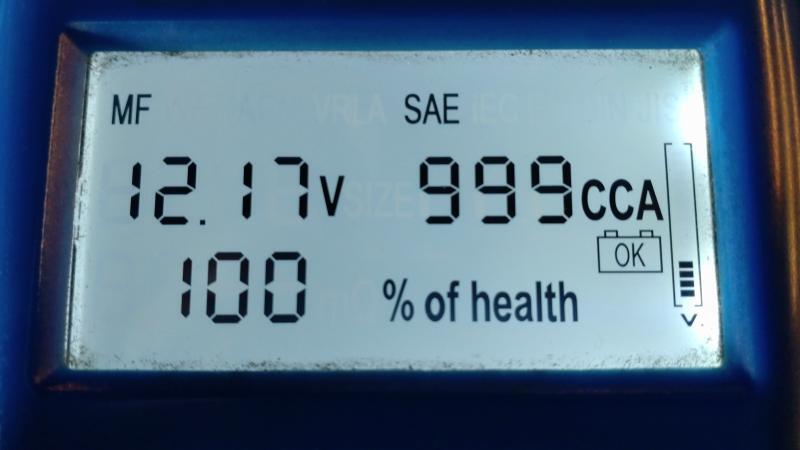 MF SAE
12.17 V 999 CCA
OK
100 % of health